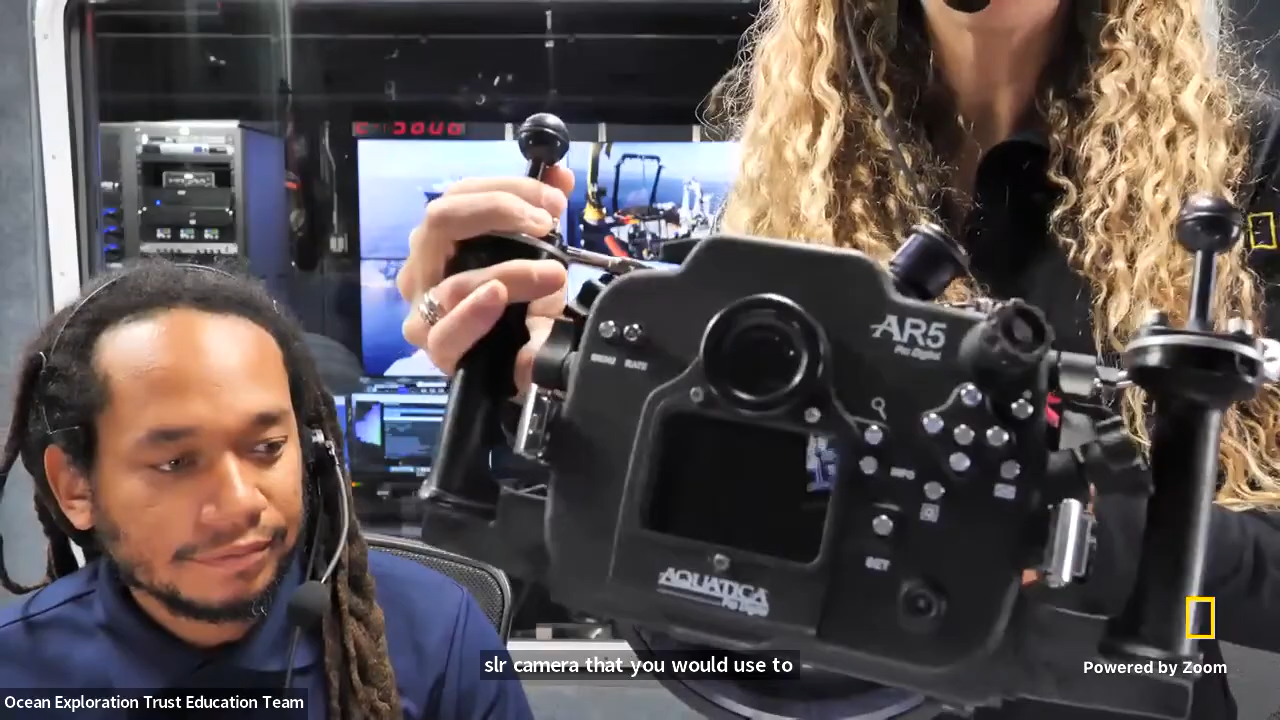 5808
AR5
Pro Digital
RATE
INFO
SET
AQUATICA
Pro Digital
slr camera that you would use to
Powered by Zoom
Ocean Exploration Trust Education Team